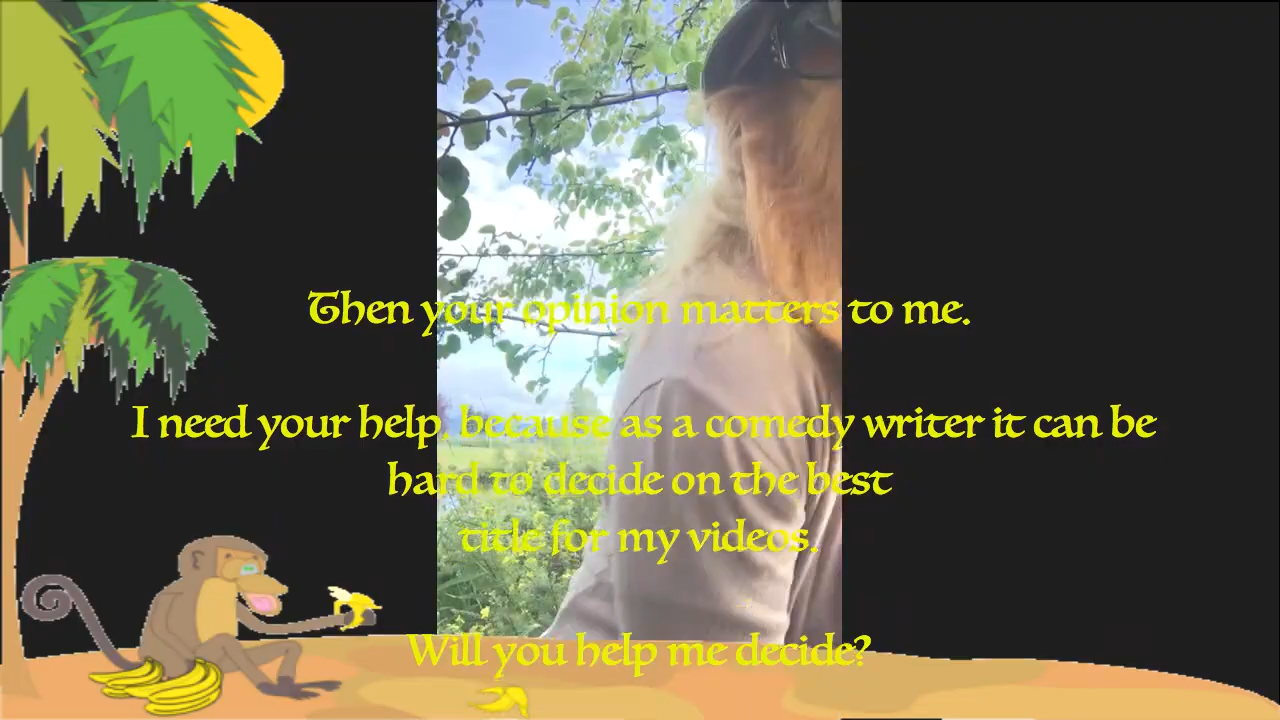 Then your opinion matters to me.
I need your help, because as a comedy writer it can be
hard to decide on the best
title for my videos.
Will you help me decide?